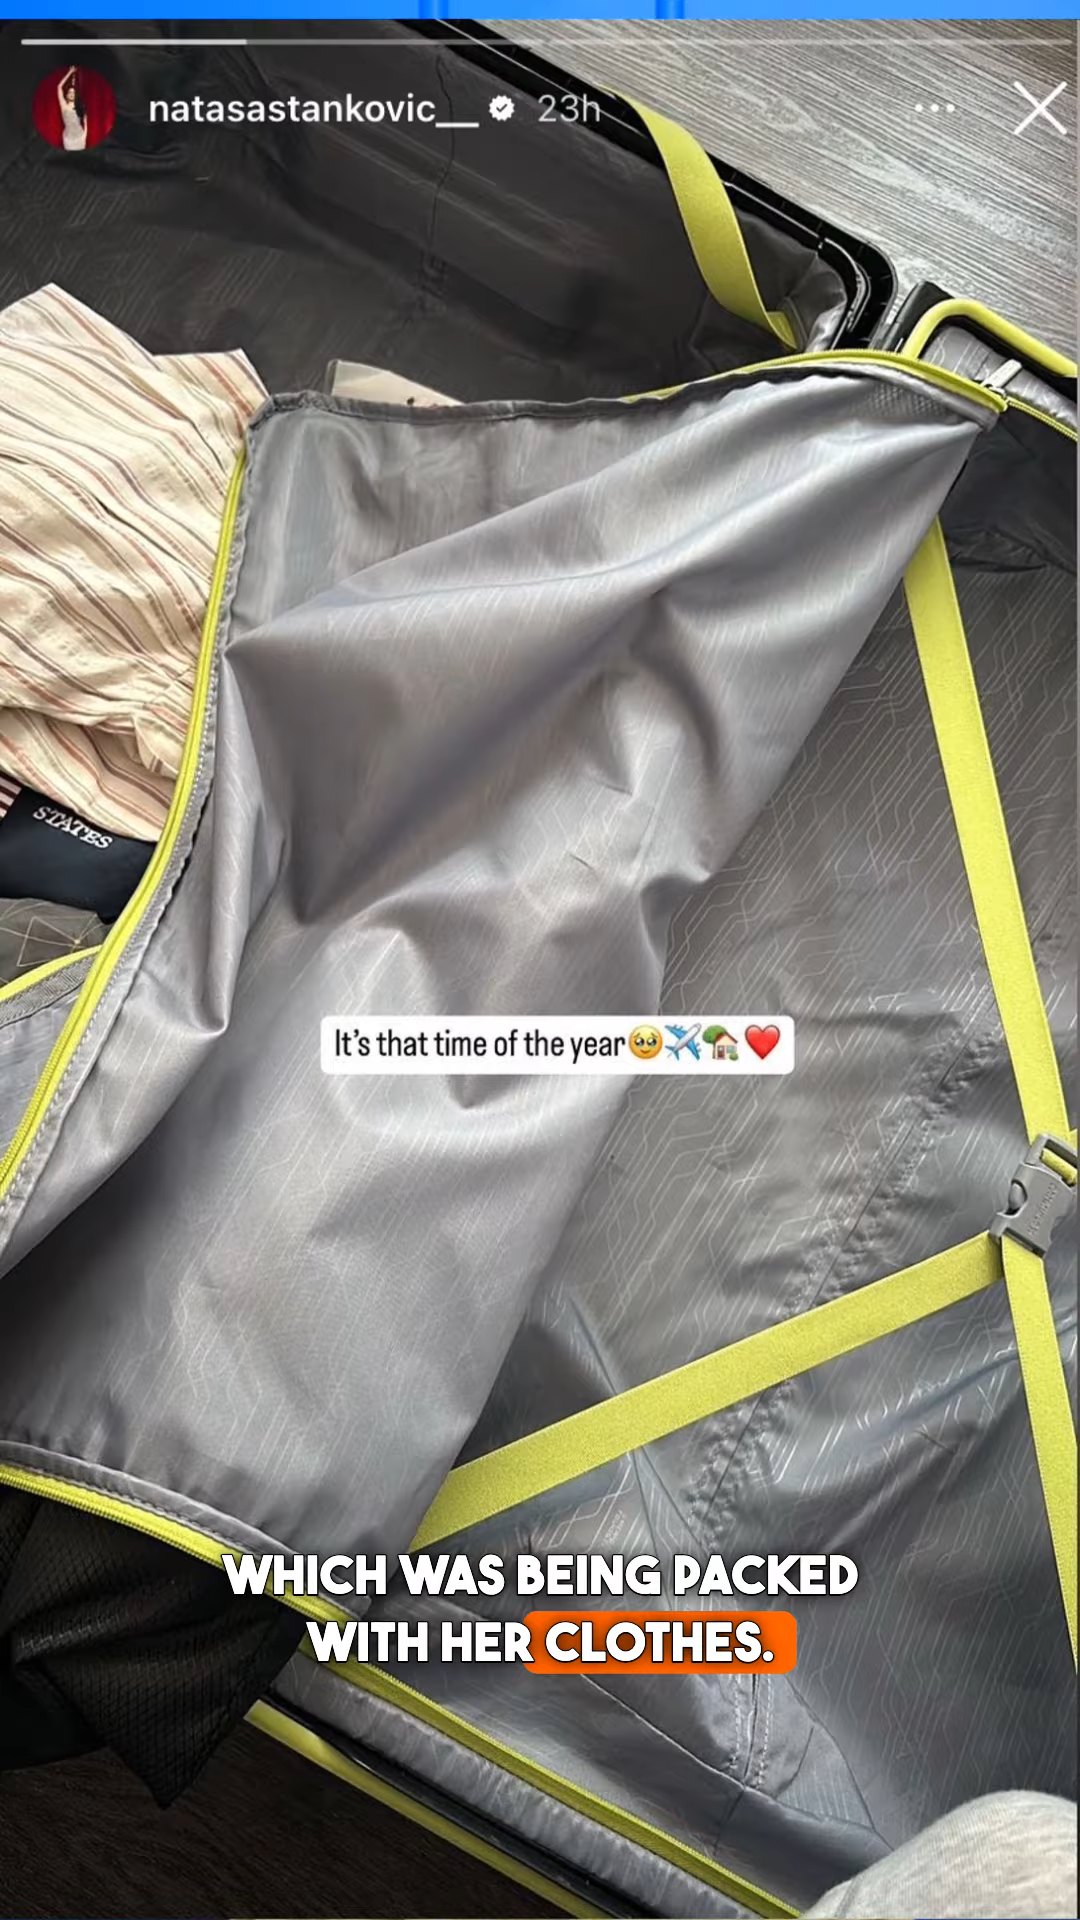 natasastankovic__ 23h
STATES
It's that time of the year🥹✈️🏡❤️
WHICH WAS BEING PACKED
WITH HER CLOTHES.